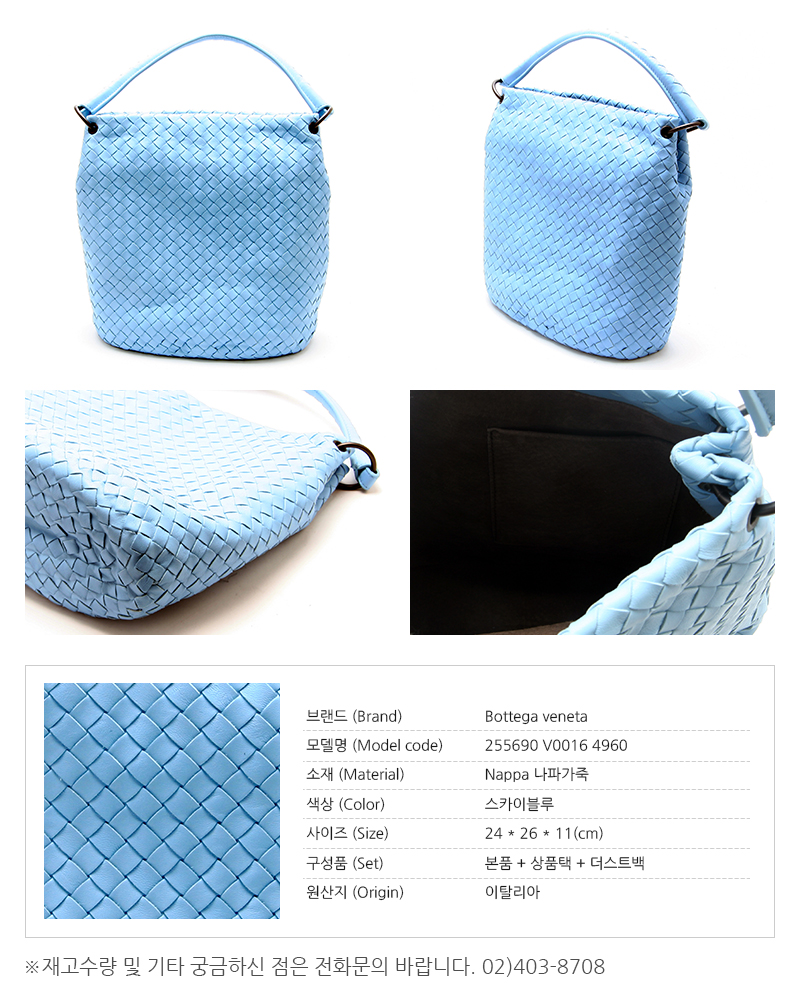 브랜드 (Brand) Bottega veneta
모델명 (Model code) 255690 V0016 4960
소재 (Material) Nappa 나파가죽
색상 (Color) 스카이블루
사이즈 (Size) 24 * 26 * 11(cm)
구성품 (Set) 본품 + 상품택 + 더스트백
원산지 (Origin) 이탈리아
※재고수량 및 기타 궁금하신 점은 전화문의 바랍니다. 02)403-8708